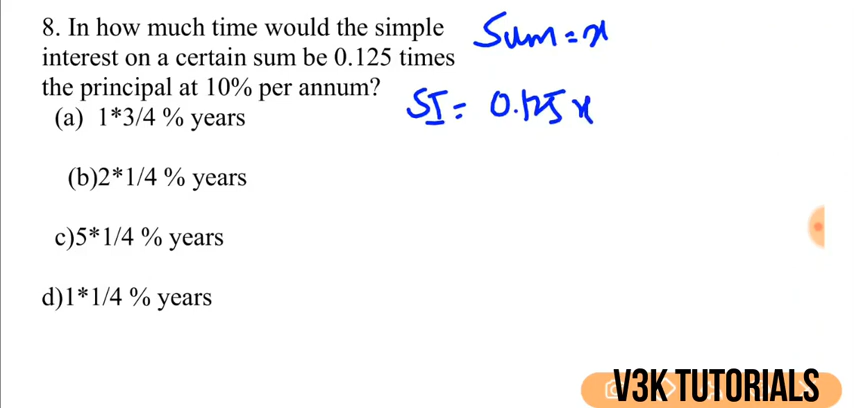 8. In how much time would the simple
interest on a certain sum be 0.125 times
the principal at 10% per annum?
(a) 1*3/4 % years
(b)2*1/4 % years
c)5*1/4 % years
d)1*1/4 % years
Sum = x
SI = 0.125 x
V3K TUTORIALS